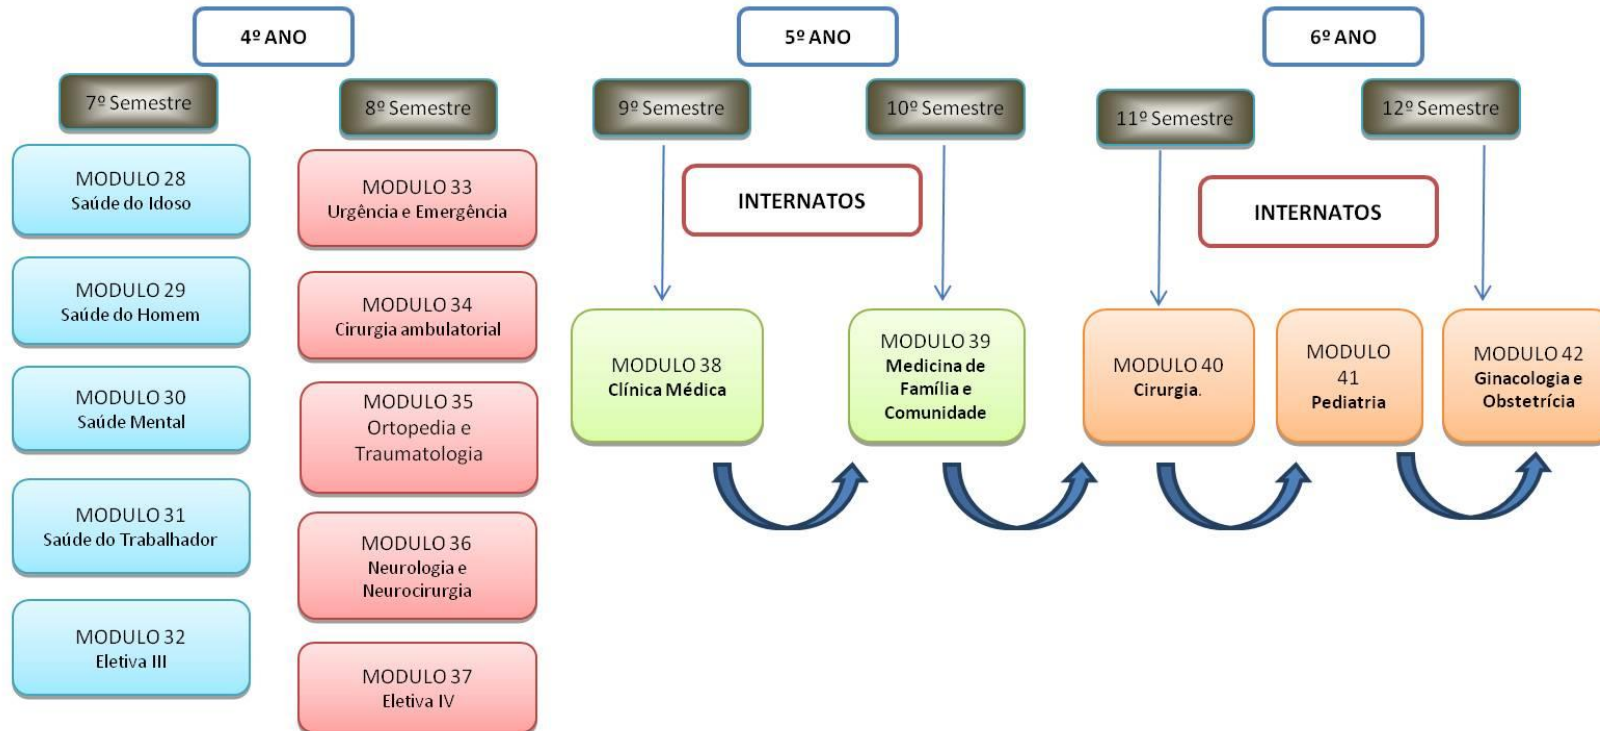 4º ANO
7º Semestre
MODULO 28
Saúde do Idoso
MODULO 29
Saúde do Homem
MODULO 30
Saúde Mental
MODULO 31
Saúde do Trabalhador
MODULO 32
Eletiva III
8º Semestre
MODULO 33
Urgência e Emergência
MODULO 34
Cirurgia ambulatorial
MODULO 35
Ortopedia e
Traumatologia
MODULO 36
Neurologia e
Neurocirurgia
MODULO 37
Eletiva IV
5º ANO
9º Semestre
10º Semestre
INTERNATOS
MODULO 38
Clínica Médica
MODULO 39
Medicina de
Família e
Comunidade
6º ANO
11º Semestre
12º Semestre
INTERNATOS
MODULO 40
Cirurgia.
MODULO
41
Pediatria
MODULO 42
Ginacologia e
Obstetrícia